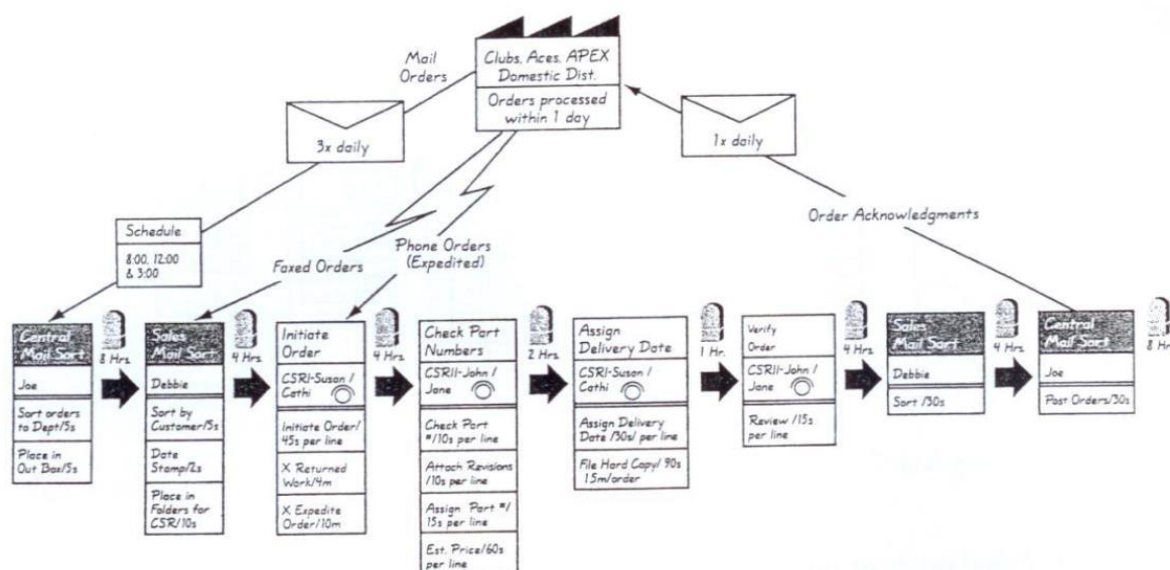 Mail
Orders
Clubs, Aces, APEX
Domestic Dist.
Orders processed
within 1 day
3x daily
1x daily
Schedule
8:00, 12:00
& 3:00
Faxed Orders
Phone Orders
(Expedited)
Order Acknowledgments
Central
Mail Sort
Joe
Sort orders
to Dept/5s
Place in
Out Box/5s
8 Hrs.
Sales
Mail Sort
Debbie
Sort by
Customer/5s
Date
Stamp/2s
Place in
Folders for
CSR/10s
4 Hrs.
Initiate
Order
CSRI-Susan /
Cathi
Initiate Order/
45s per line
X Returned
Work/4m
X Expedite
Order/10m
4 Hrs.
Check Part
Numbers
CSRII-John /
Jane
Check Part
#/10s per line
Attach Revisions
/10s per line
Assign Part #/
15s per line
Est. Price/60s
per line
2 Hrs.
Assign
Delivery Date
CSRI-Susan /
Cathi
Assign Delivery
Date /30s/ per line
File Hard Copy/ 90s
15m/order
1 Hr.
Verify
Order
CSRII-John /
Jane
Review /15s
per line
4 Hrs.
Sales
Mail Sort
Debbie
Sort /30s
4 Hrs.
Central
Mail Sort
Joe
Post Orders/30s
8 Hr